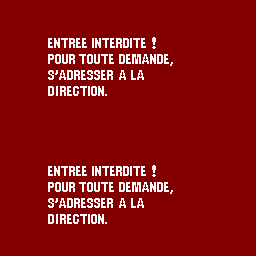 ENTREE INTERDITE !
POUR TOUTE DEMANDE,
S'ADRESSER A LA
DIRECTION.
ENTREE INTERDITE !
POUR TOUTE DEMANDE,
S'ADRESSER A LA
DIRECTION.